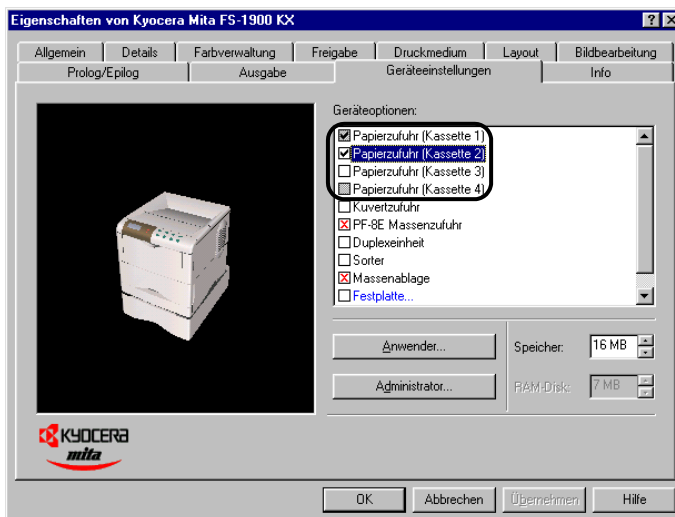 Eigenschaften von Kyocera Mita FS-1900 KX
Allgemein Details Farbverwaltung Freigabe Druckmedium Layout Bildbearbeitung
Prolog/Epilog Ausgabe Geräteeinstellungen Info
Geräteoptionen:
Papierzufuhr (Kassette 1)
Papierzufuhr (Kassette 2)
Papierzufuhr (Kassette 3)
Papierzufuhr (Kassette 4)
Kuvertzufuhr
PF-8E Massenzufuhr
Duplexeinheit
Sorter
Massenablage
Festplatte...
Anwender... Speicher: 16 MB
Administrator... RAM-Disk: 7 MB
KYOCERA
mita
OK Abbrechen Übernehmen Hilfe